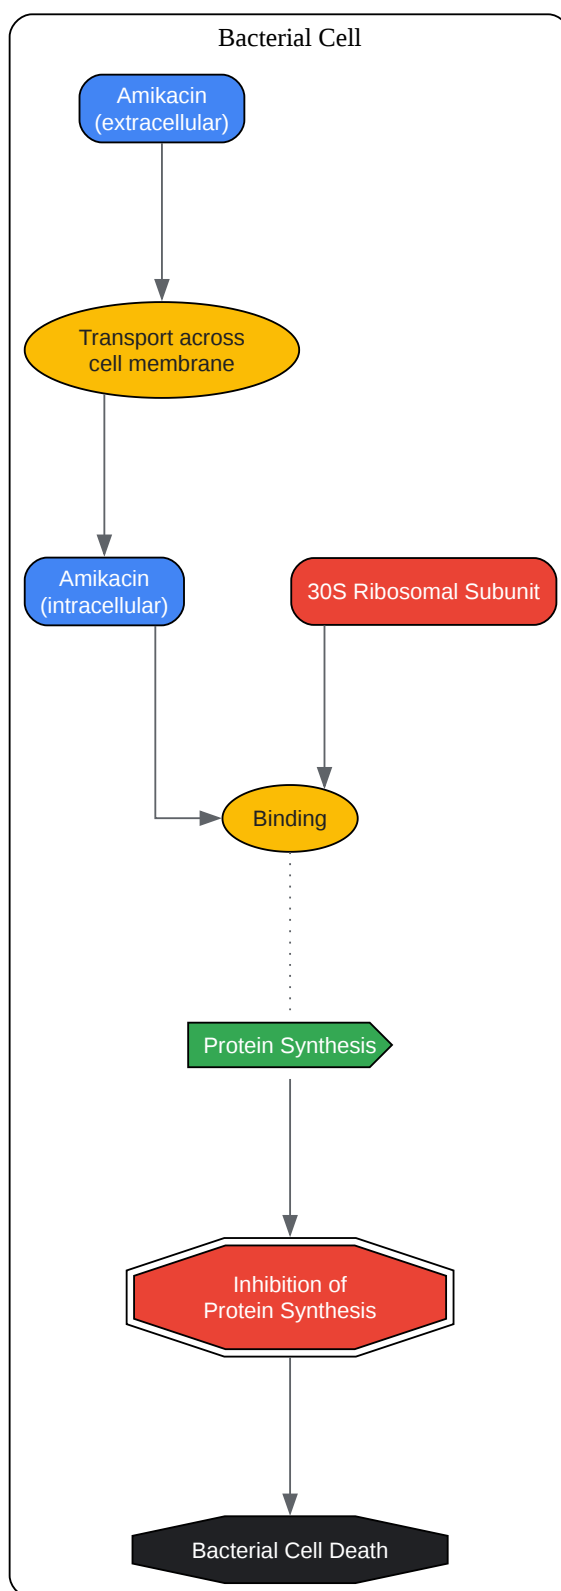 Bacterial Cell
Amikacin
(extracellular)
Transport across
cell membrane
Amikacin
(intracellular)
30S Ribosomal Subunit
Binding
Protein Synthesis
Inhibition of
Protein Synthesis
Bacterial Cell Death